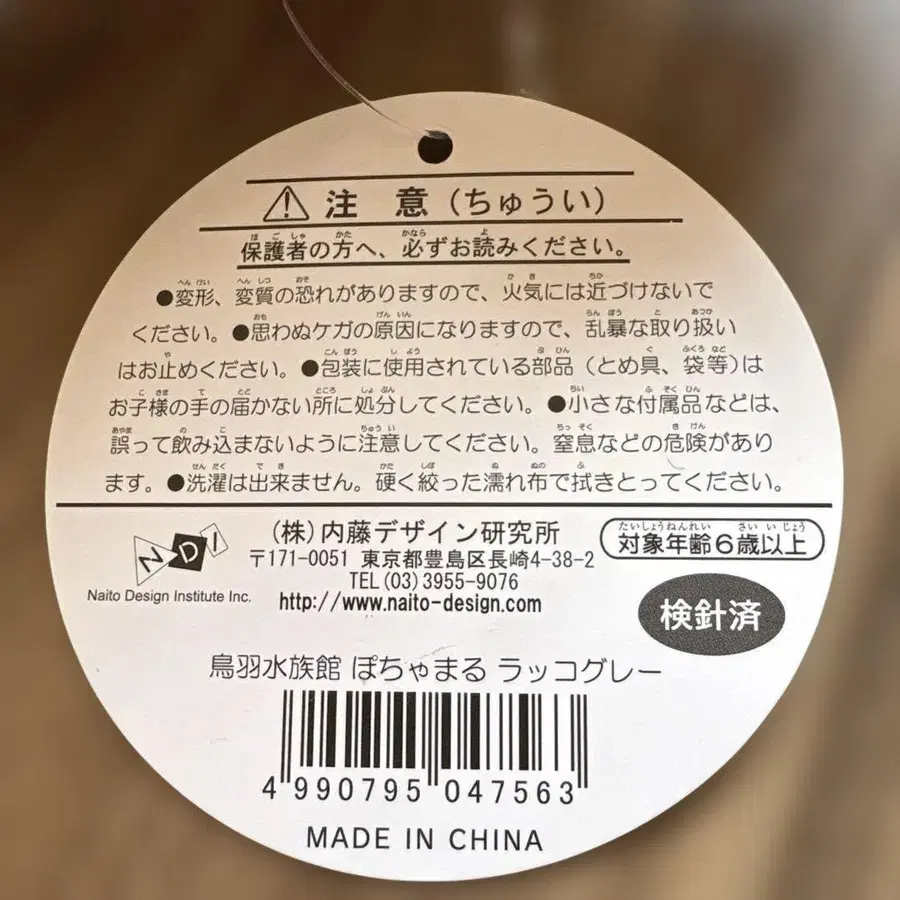 注 意（ちゅうい）
保護者の方へ、必ずお読みください。
●変形、変質の恐れがありますので、火気には近づけないで
ください。●思わぬケガの原因になりますので、乱暴な取り扱い
はお止めください。●包装に使用されている部品（とめ具、袋等）は
お子様の手の届かない所に処分してください。●小さな付属品などは、
誤って飲み込まないように注意してください。窒息などの危険があり
ます。●洗濯は出来ません。硬く絞った濡れ布で拭きとってください。
NDI
Naito Design Institute Inc.
（株）内藤デザイン研究所
〒171-0051 東京都豊島区長崎4-38-2
TEL(03)3955-9076
http://www.naito-design.com
対象年齢6歳以上
検針済
鳥羽水族館 ぽちゃまる ラッコグレー
4 990795 047563
MADE IN CHINA